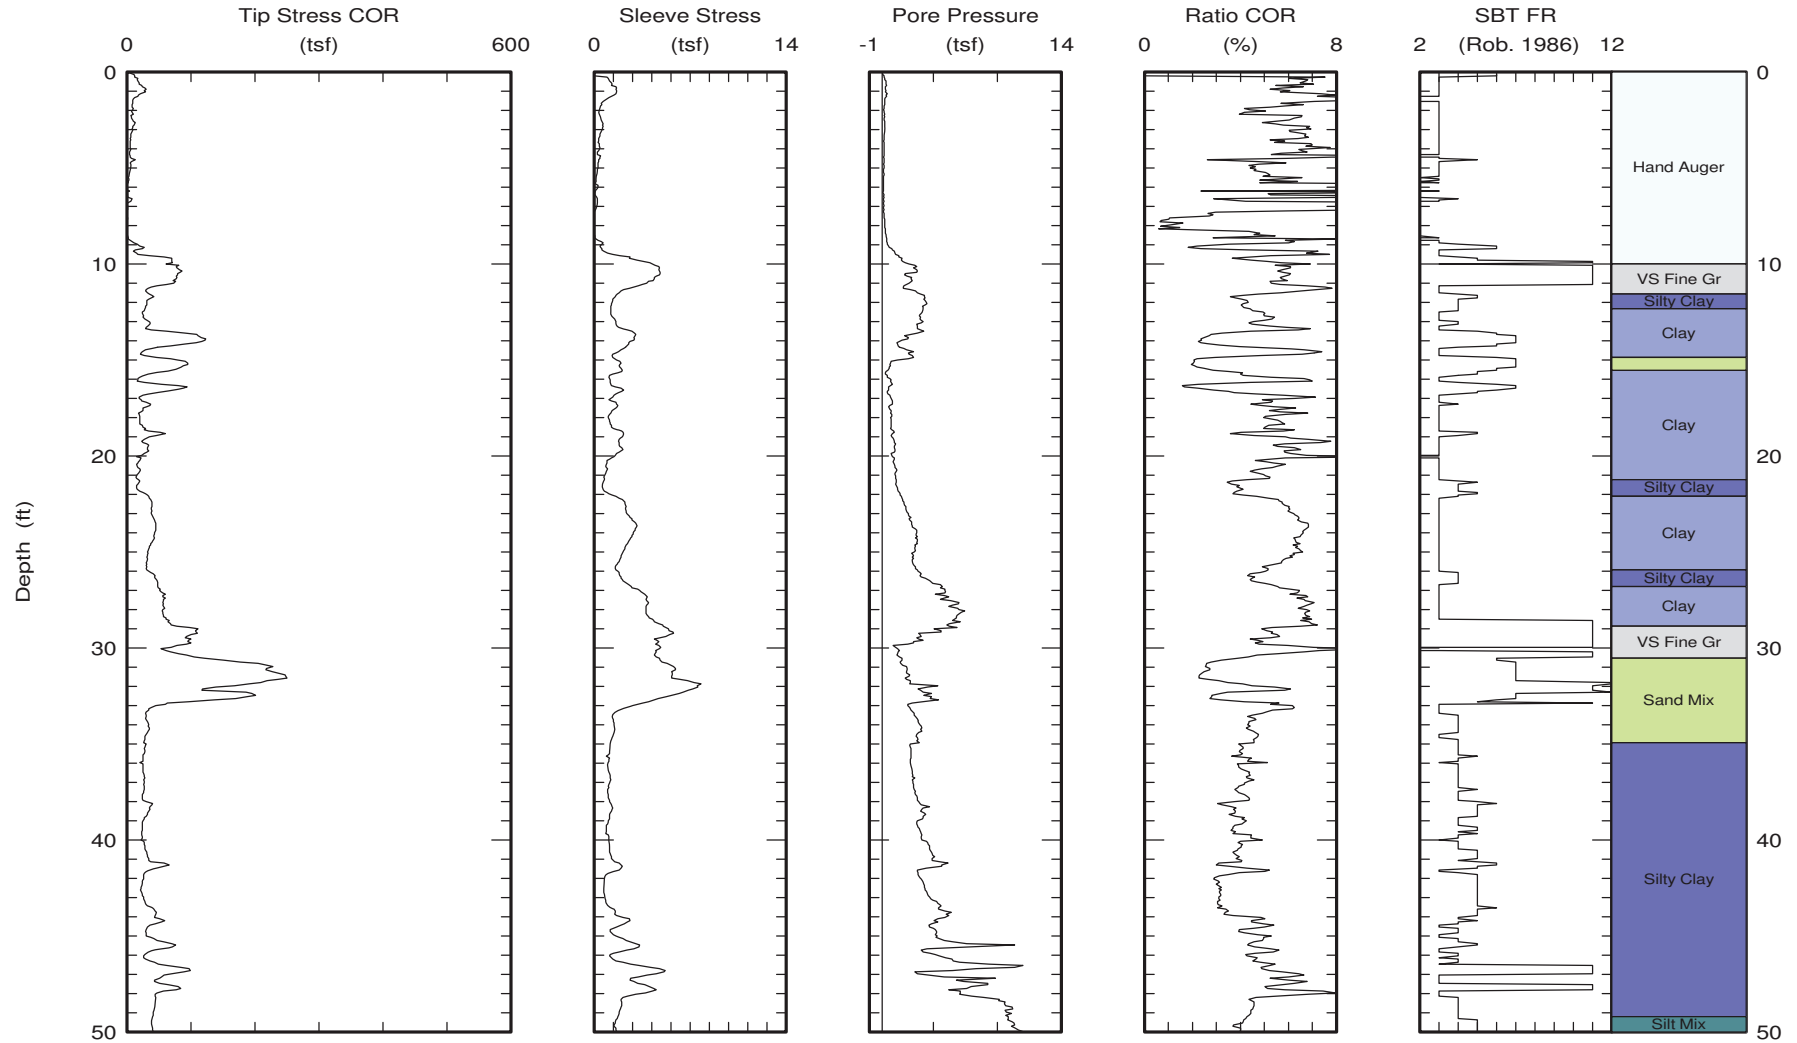 Tip Stress COR
(tsf)
0 600
Sleeve Stress
(tsf)
0 14
Pore Pressure
(tsf)
-1 14
Ratio COR
(%)
0 8
SBT FR
(Rob. 1986)
2 12
Depth (ft)
0
10
20
30
40
50
Hand Auger
VS Fine Gr
Silty Clay
Clay
Clay
Silty Clay
Clay
Silty Clay
Clay
VS Fine Gr
Sand Mix
Silty Clay
Silt Mix
0
10
20
30
40
50